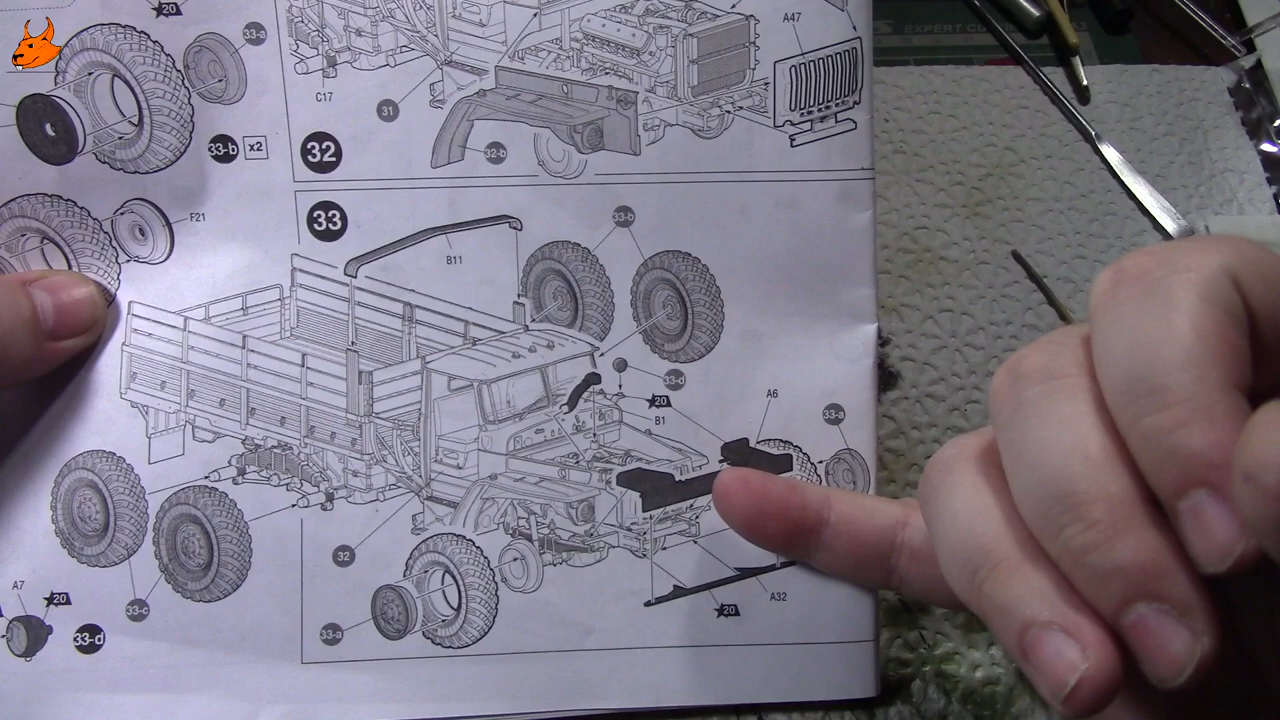 20
33-a
33-b x2
F21
A7
20
33-d
A47
C17
31
32-b
32
33
B11
33-b
33-d
20
B1
A6
33-a
32
33-c
33-a
A32
20